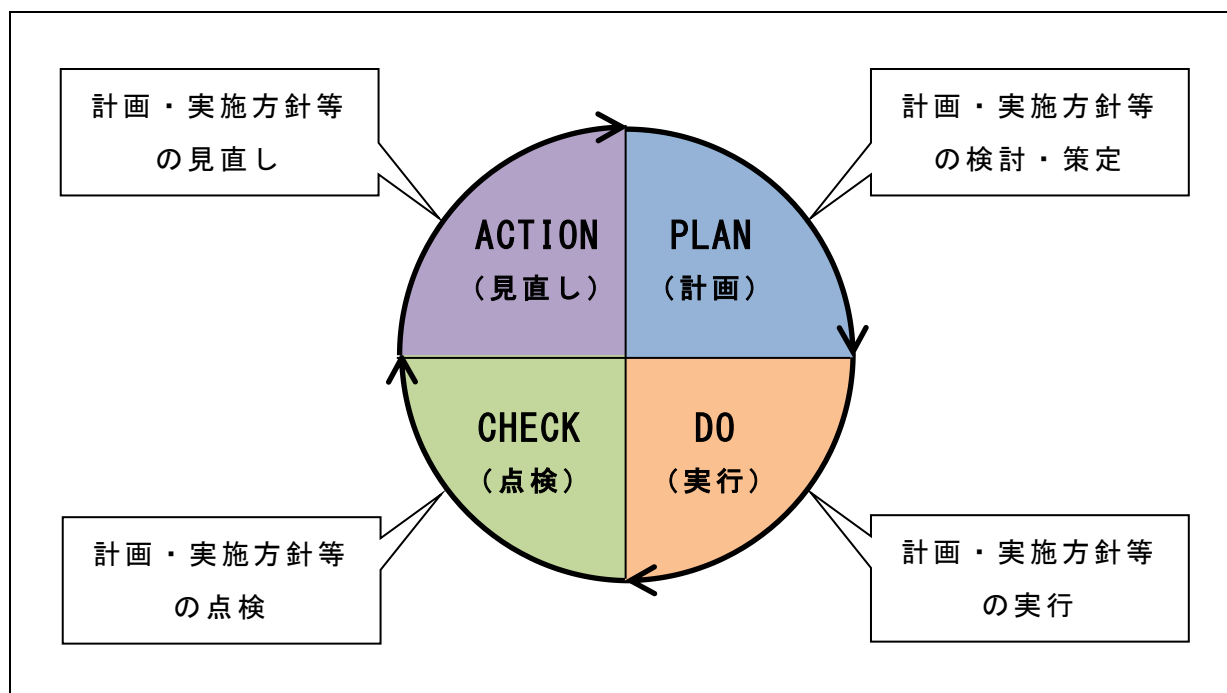 計画・実施方針等
の見直し
計画・実施方針等
の検討・策定
ACTION
(見直し)
PLAN
(計画)
CHECK
(点検)
DO
(実行)
計画・実施方針等
の点検
計画・実施方針等
の実行